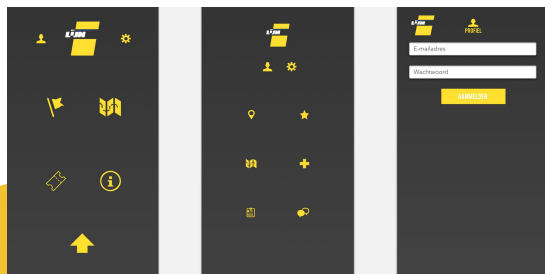 LIJN
LIJN
LIJN
PROFIEL
E-mailadres
Wachtwoord
AANMELDEN